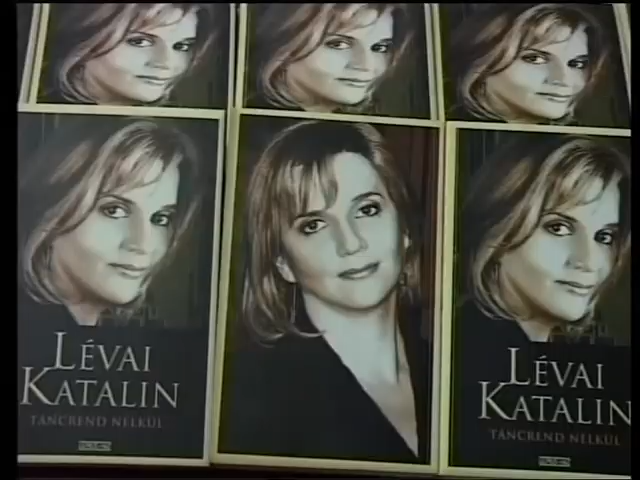 LÉVAI
KATALIN
TÁNCREND NÉLKÜL
LÉVAI
KATALIN
TÁNCREND NÉLKÜL